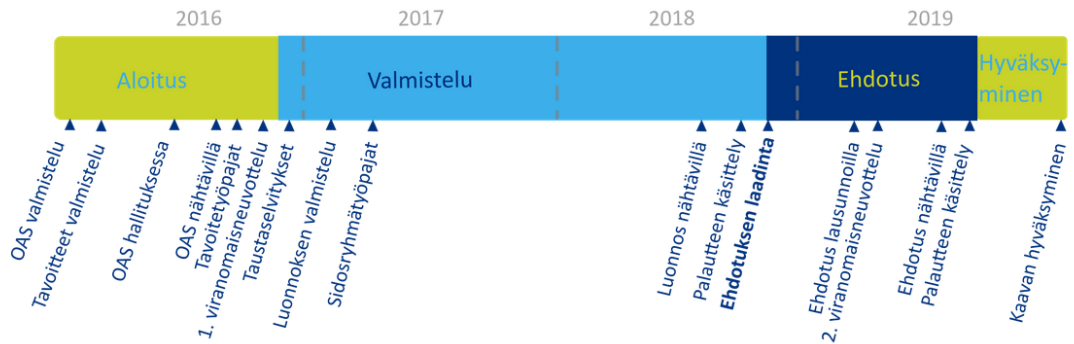 2016
2017
2018
2019
Aloitus
Valmistelu
Ehdotus
Hyväksy-
minen
OAS valmistelu
Tavoitteet valmistelu
OAS hallituksessa
OAS nähtävillä
Tavoitetyöpajat
1. viranomaisneuvottelu
Taustaselvitykset
Luonnoksen valmistelu
Sidosryhmätyöpajat
Luonnos nähtävillä
Palautteen käsittely
Ehdotuksen laadinta
Ehdotus lausunnoilla
2. viranomaisneuvottelu
Ehdotus nähtävillä
Palautteen käsittely
Kaavan hyväksyminen